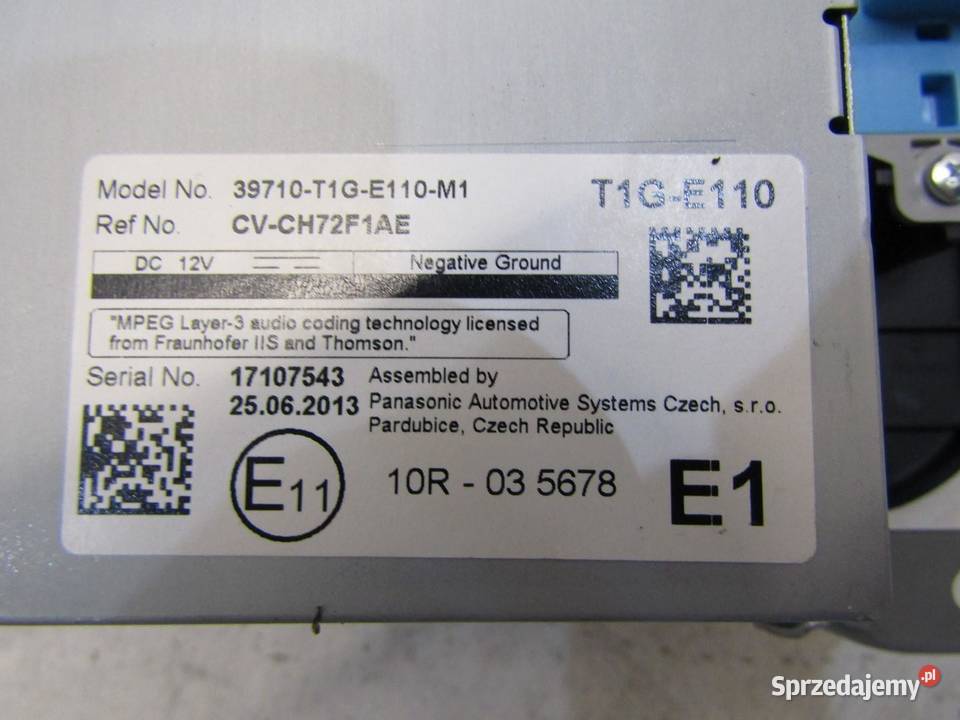 Model No. 39710-T1G-E110-M1
T1G-E110
Ref No. CV-CH72F1AE
DC 12V Negative Ground
"MPEG Layer-3 audio coding technology licensed
from Fraunhofer IIS and Thomson."
Serial No. 17107543
25.06.2013
Assembled by
Panasonic Automotive Systems Czech, s.r.o.
Pardubice, Czech Republic
E11
10R - 03 5678
E1
Sprzedajemy.pl